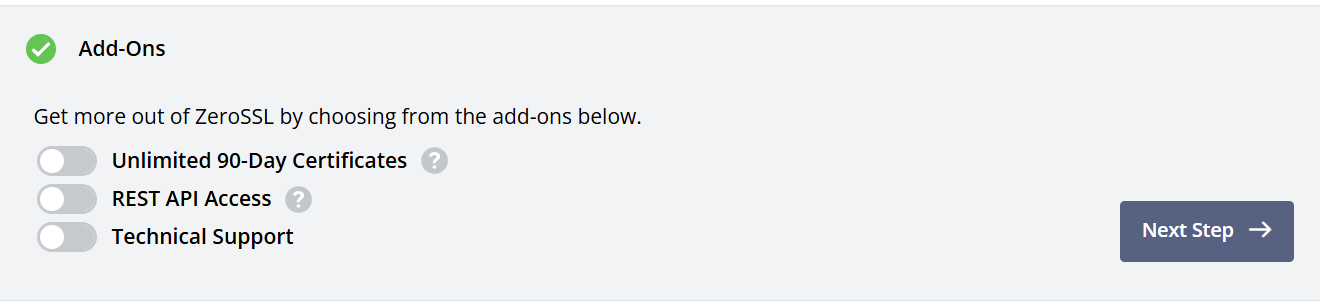 Add-Ons
Get more out of ZeroSSL by choosing from the add-ons below.
Unlimited 90-Day Certificates ?
REST API Access ?
Technical Support
Next Step →